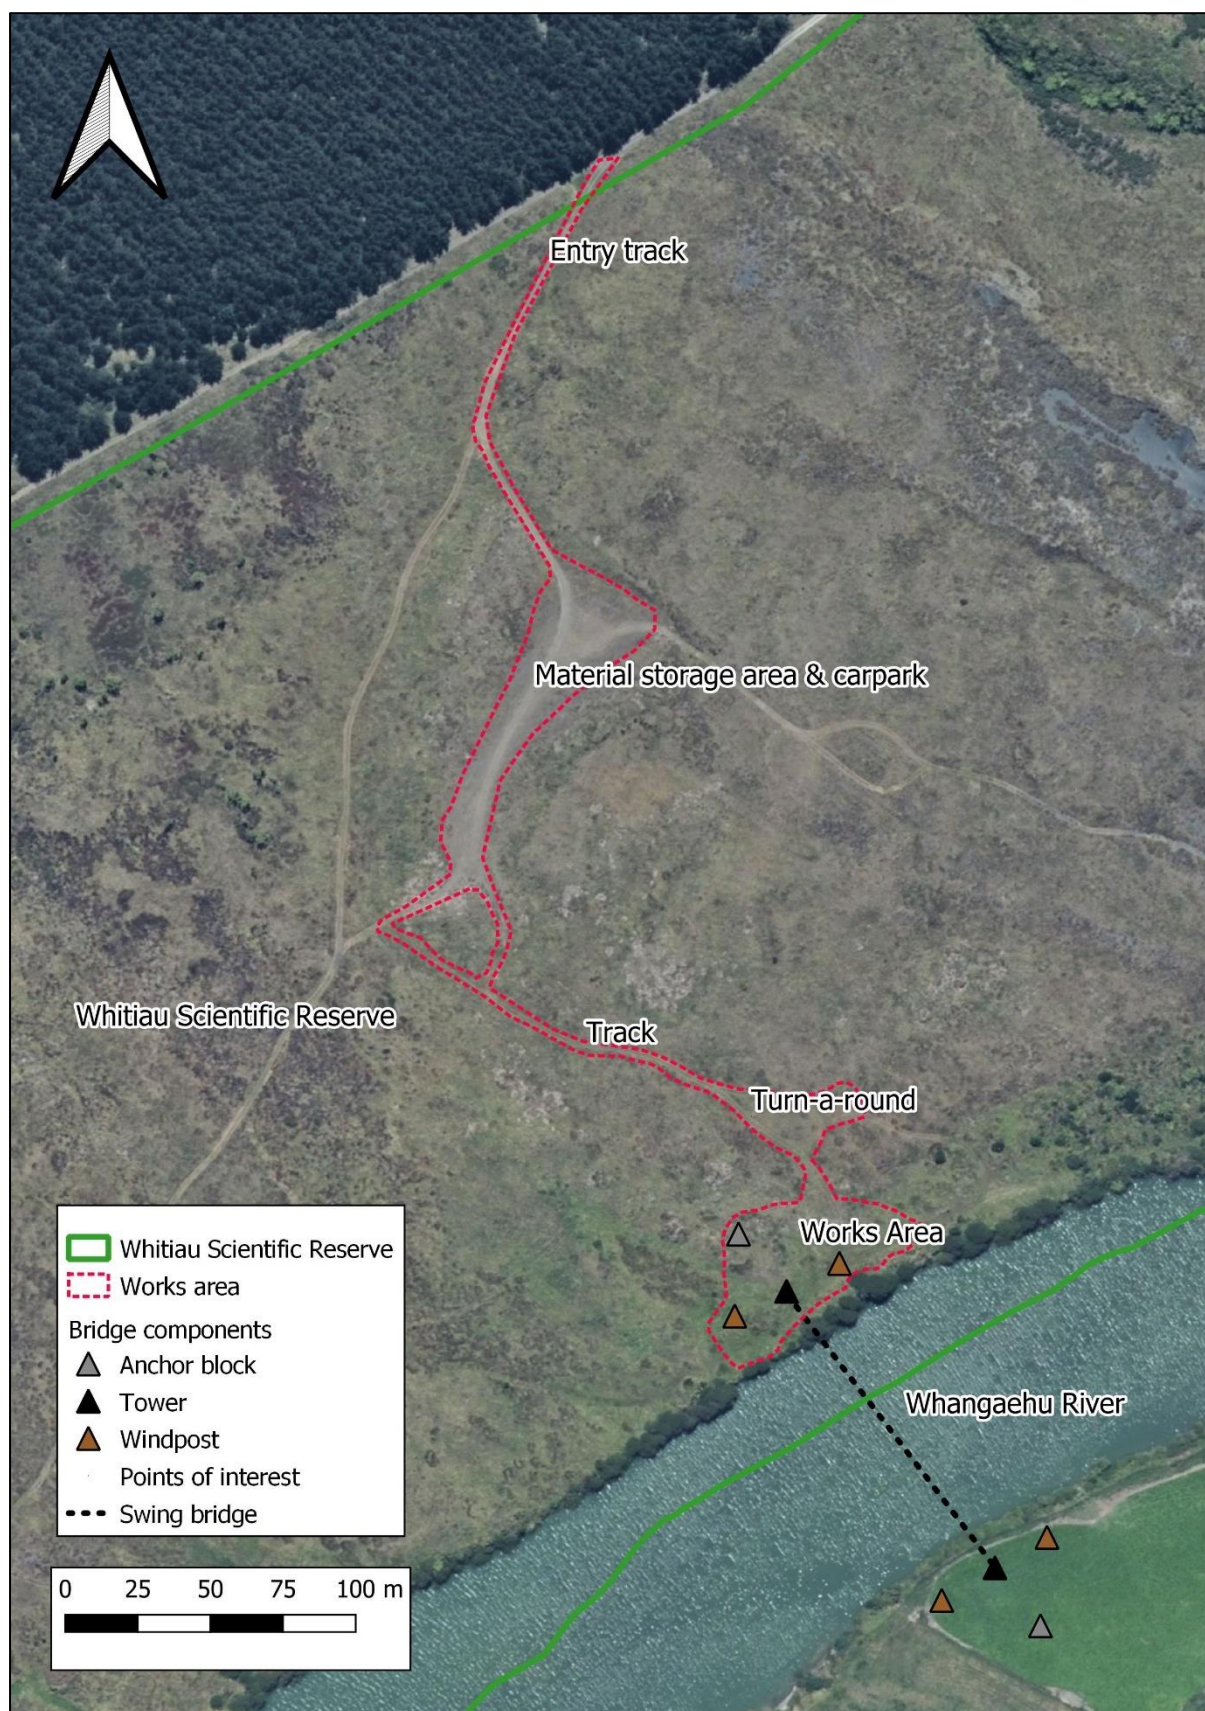 Entry track
Material storage area & carpark
Whitiau Scientific Reserve
Track
Turn-a-round
Works Area
Whangaehu River
Whitiau Scientific Reserve
Works area
Bridge components
Anchor block
Tower
Windpost
Points of interest
Swing bridge
0 25 50 75 100 m